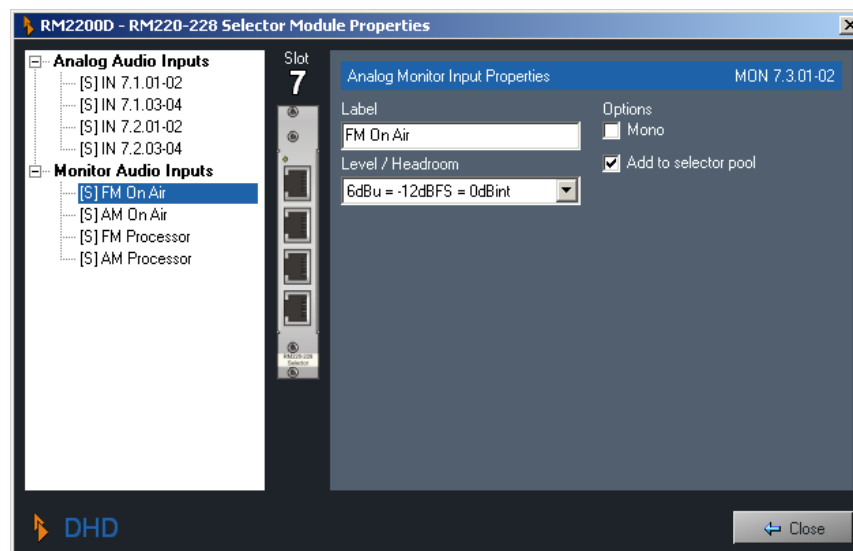 RM2200D - RM220-228 Selector Module Properties
Analog Audio Inputs
[S] IN 7.1.01-02
[S] IN 7.1.03-04
[S] IN 7.2.01-02
[S] IN 7.2.03-04
Monitor Audio Inputs
[S] FM On Air
[S] AM On Air
[S] FM Processor
[S] AM Processor
Slot
7
RM220-228
Selector
Analog Monitor Input Properties MON 7.3.01-02
Label
FM On Air
Level / Headroom
6dBu = -12dBFS = 0dBint
Options
Mono
Add to selector pool
DHD
Close